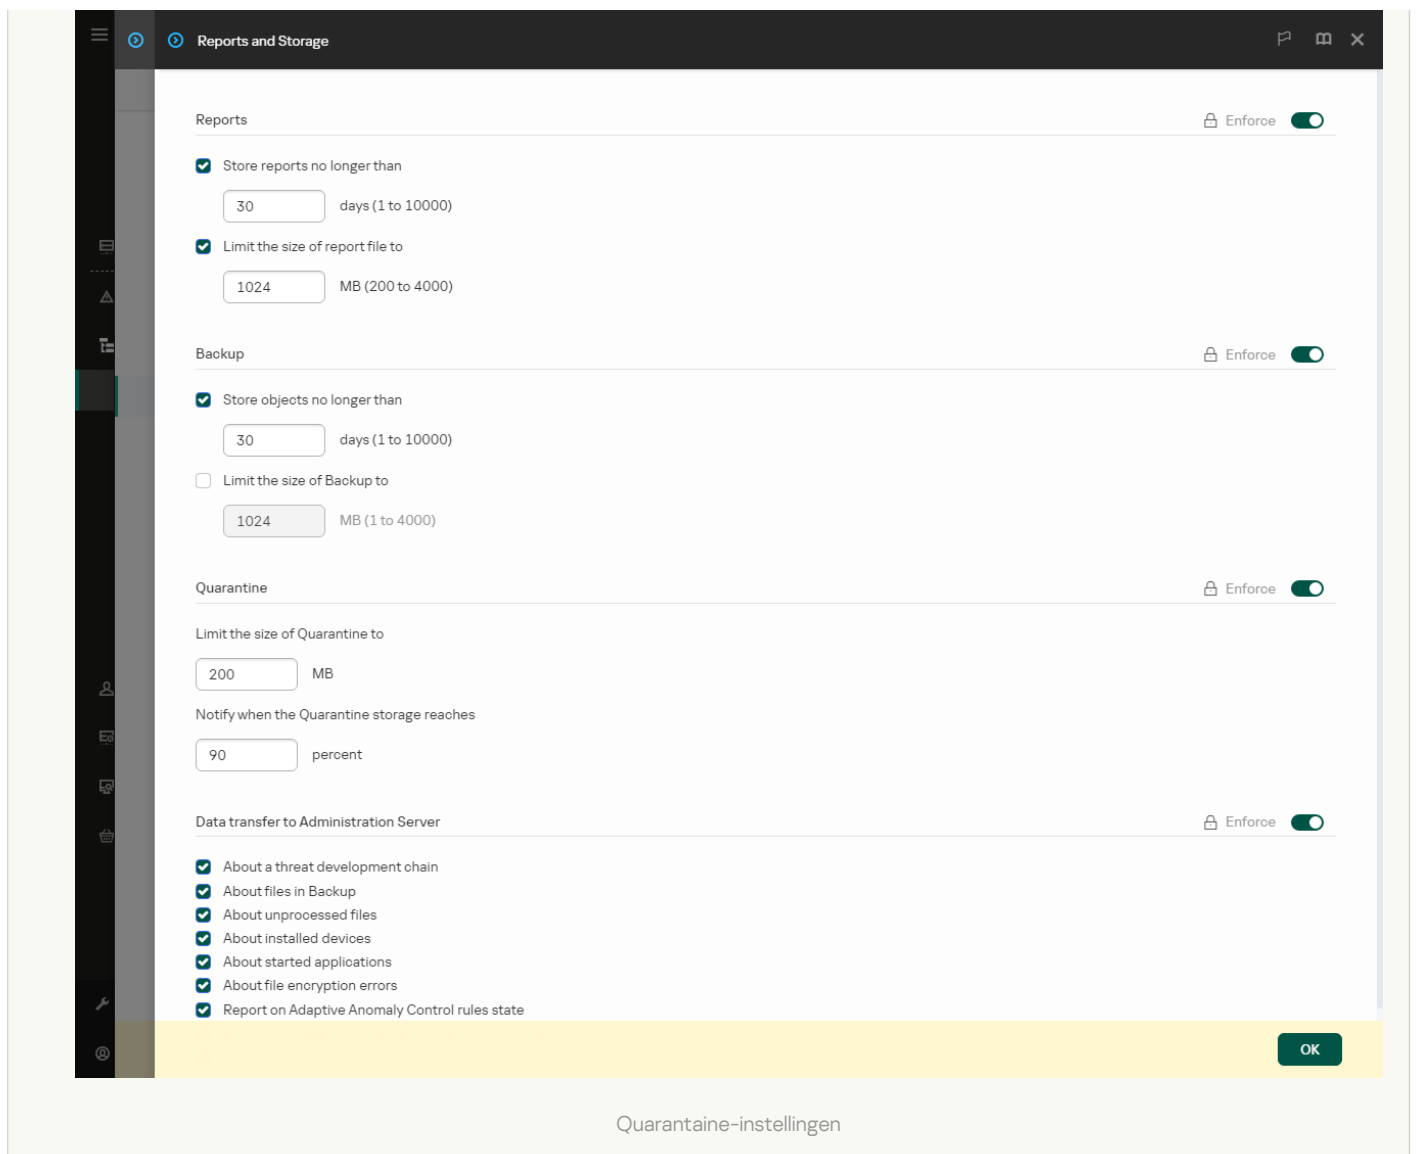 Reports and Storage
Reports
Enforce
Store reports no longer than
30 days (1 to 10000)
Limit the size of report file to
1024 MB (200 to 4000)
Backup
Enforce
Store objects no longer than
30 days (1 to 10000)
Limit the size of Backup to
1024 MB (1 to 4000)
Quarantine
Enforce
Limit the size of Quarantine to
200 MB
Notify when the Quarantine storage reaches
90 percent
Data transfer to Administration Server
Enforce
About a threat development chain
About files in Backup
About unprocessed files
About installed devices
About started applications
About file encryption errors
Report on Adaptive Anomaly Control rules state
OK
Quarantaine-instellingen